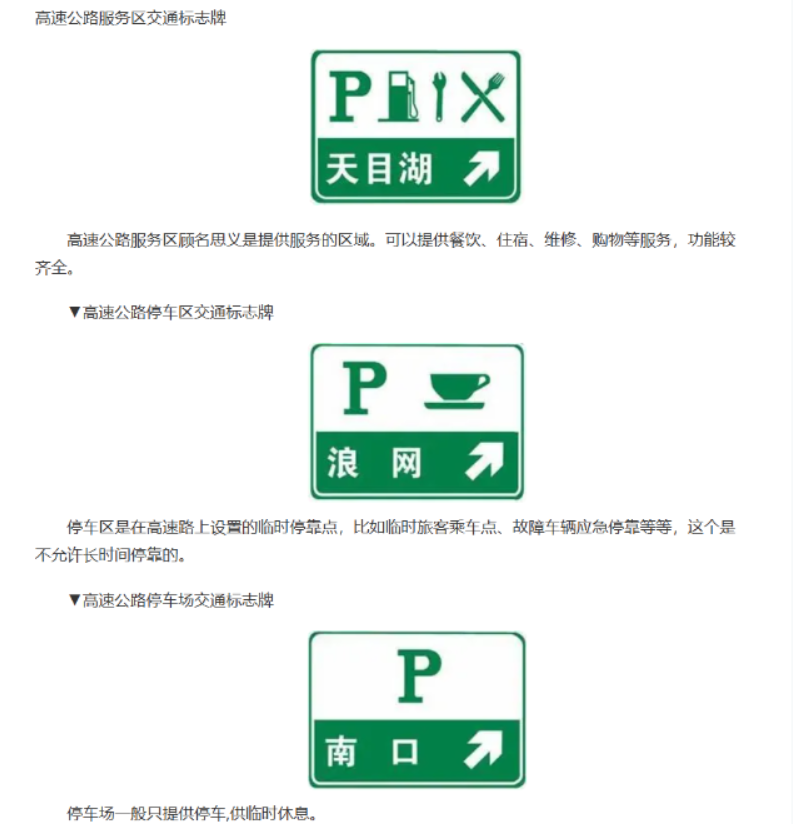 高速公路服务区交通标志牌
P
天目湖
高速公路服务区顾名思义是提供服务的区域。可以提供餐饮、住宿、维修、购物等服务，功能较
齐全。
▼高速公路停车区交通标志牌
P
浪 网
停车区是在高速路上设置的临时停靠点，比如临时旅客乘车点、故障车辆应急停靠等等，这个是
不允许长时间停靠的。
▼高速公路停车场交通标志牌
P
南 口
停车场一般只提供停车,供临时休息。